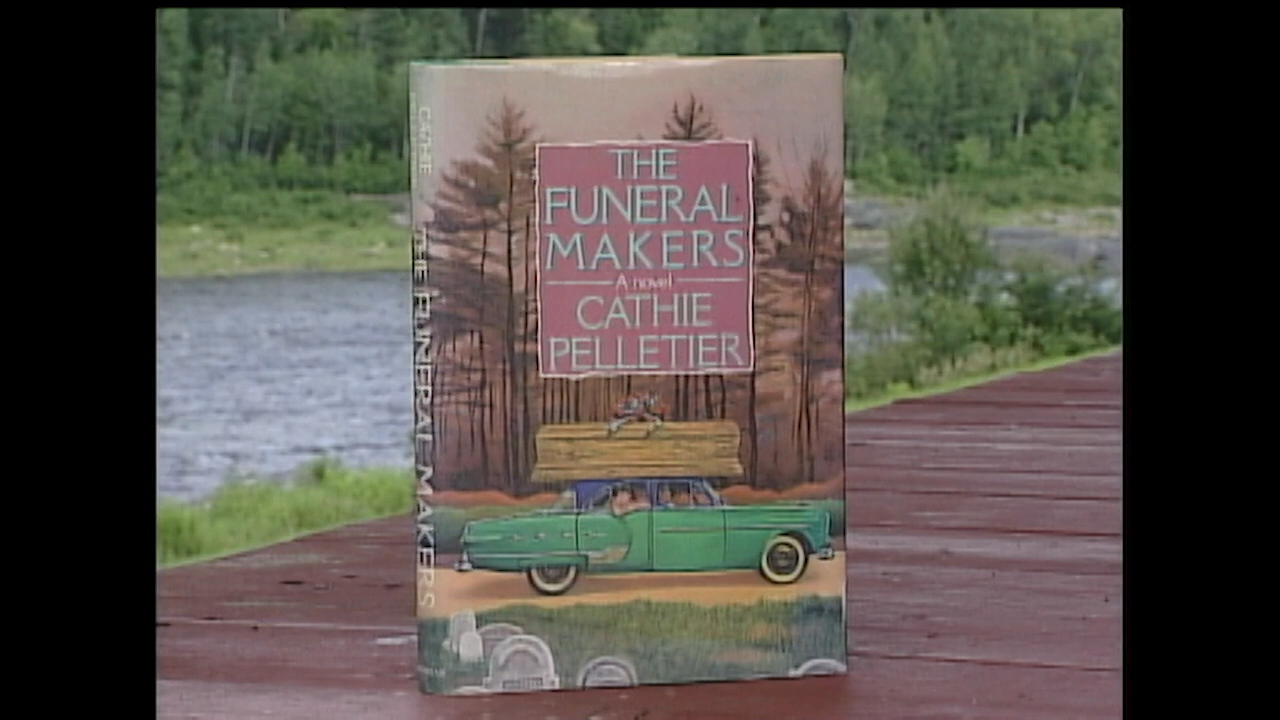 THE
FUNERAL
MAKERS
A novel
CATHIE
PELLETIER
CATHIE
THE FUNERAL MAKERS